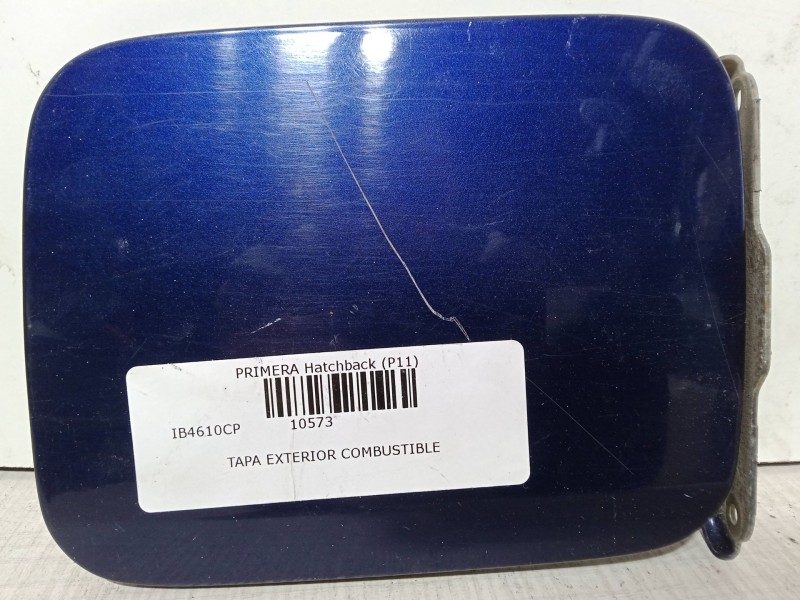 PRIMERA Hatchback (P11)
IB4610CP 10573
TAPA EXTERIOR COMBUSTIBLE